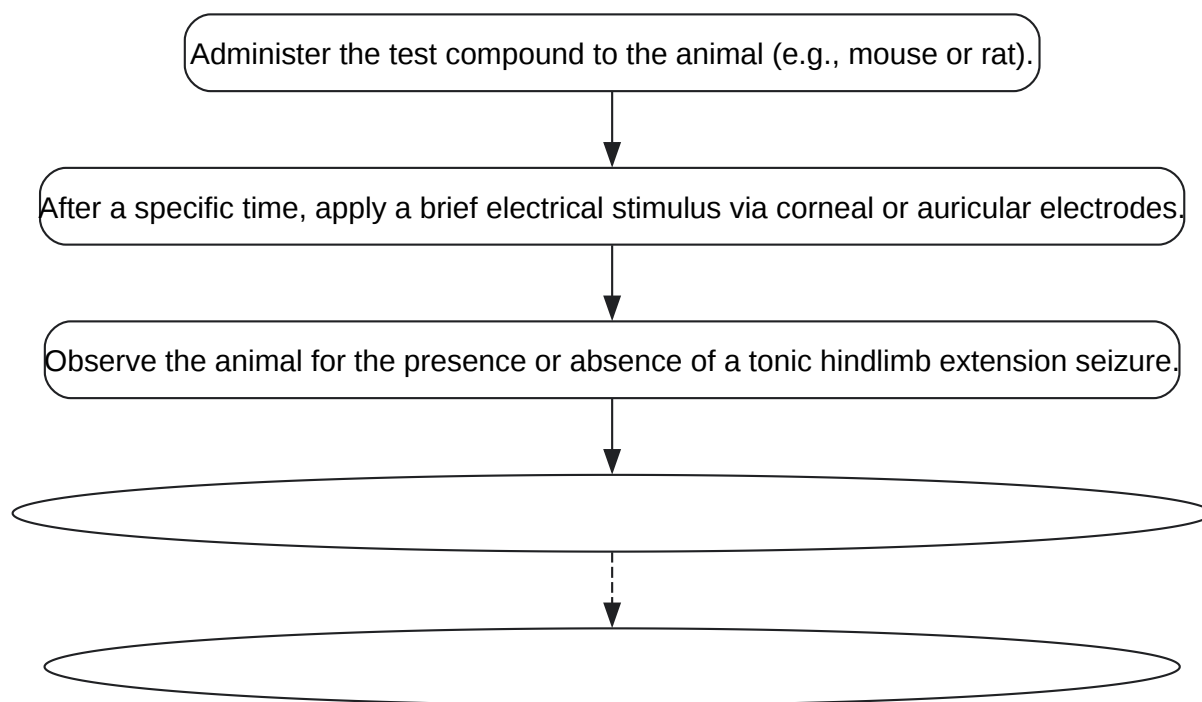 Administer the test compound to the animal (e.g., mouse or rat).
After a specific time, apply a brief electrical stimulus via corneal or auricular electrodes.
Observe the animal for the presence or absence of a tonic hindlimb extension seizure.